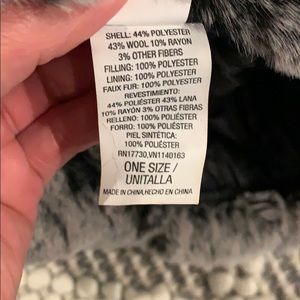 SHELL: 44% POLYESTER
43% WOOL 10% RAYON
3% OTHER FIBERS
FILLING: 100% POLYESTER
LINING: 100% POLYESTER
FAUX FUR: 100% POLYESTER
REVESTIMIENTO:
44% POLIÉSTER 43% LANA
10% RAYON 3% OTRAS FIBRAS
RELLENO: 100% POLIÉSTER
FORRO: 100% POLIÉSTER
PIEL SINTÉTICA:
100% POLIÉSTER
RN17730,VN1140163
ONE SIZE/
UNITALLA
MADE IN CHINA,HECHO EN CHINA